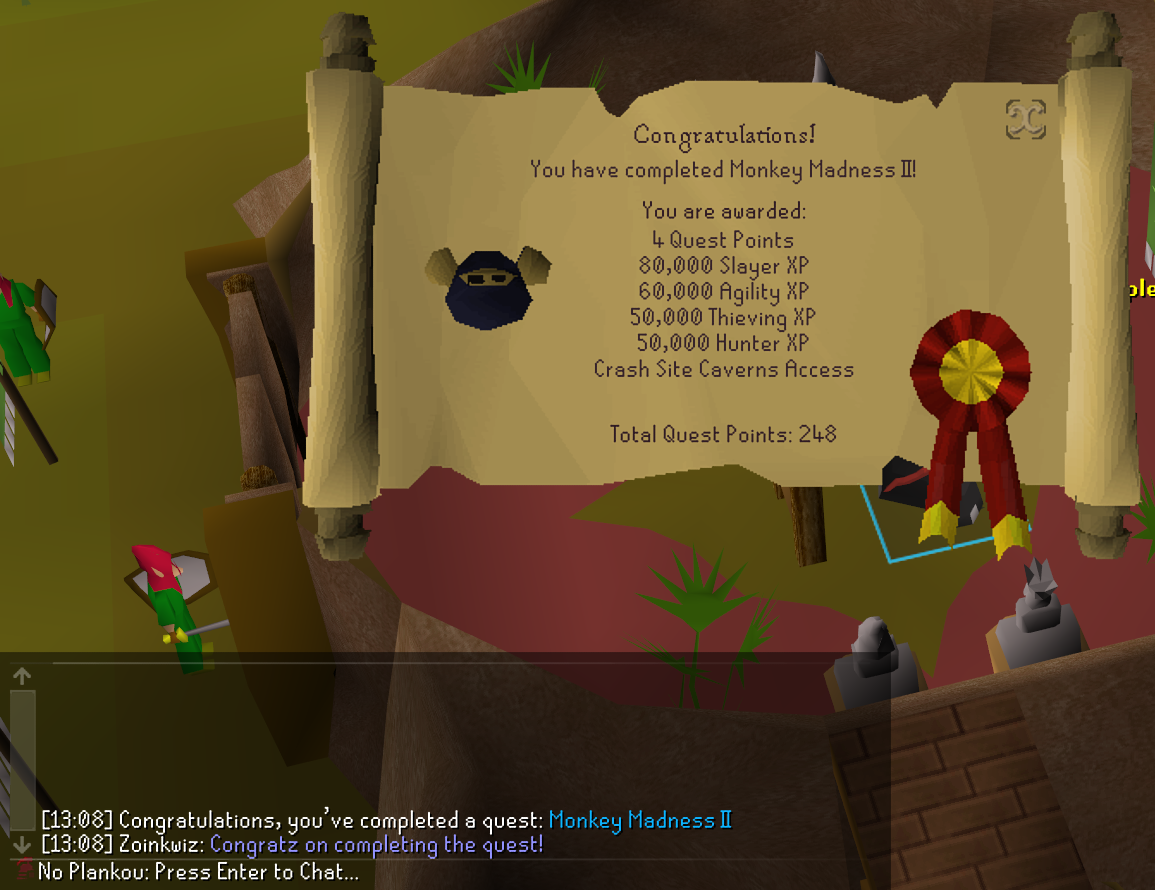 Congratulations!
You have completed Monkey Madness II!
You are awarded:
4 Quest Points
80,000 Slayer XP
60,000 Agility XP
50,000 Thieving XP
50,000 Hunter XP
Crash Site Caverns Access
Total Quest Points: 248
[13:08] Congratulations, you've completed a quest: Monkey Madness II
[13:08] Zoinkwiz: Congratz on completing the quest!
No Plankou: Press Enter to Chat...